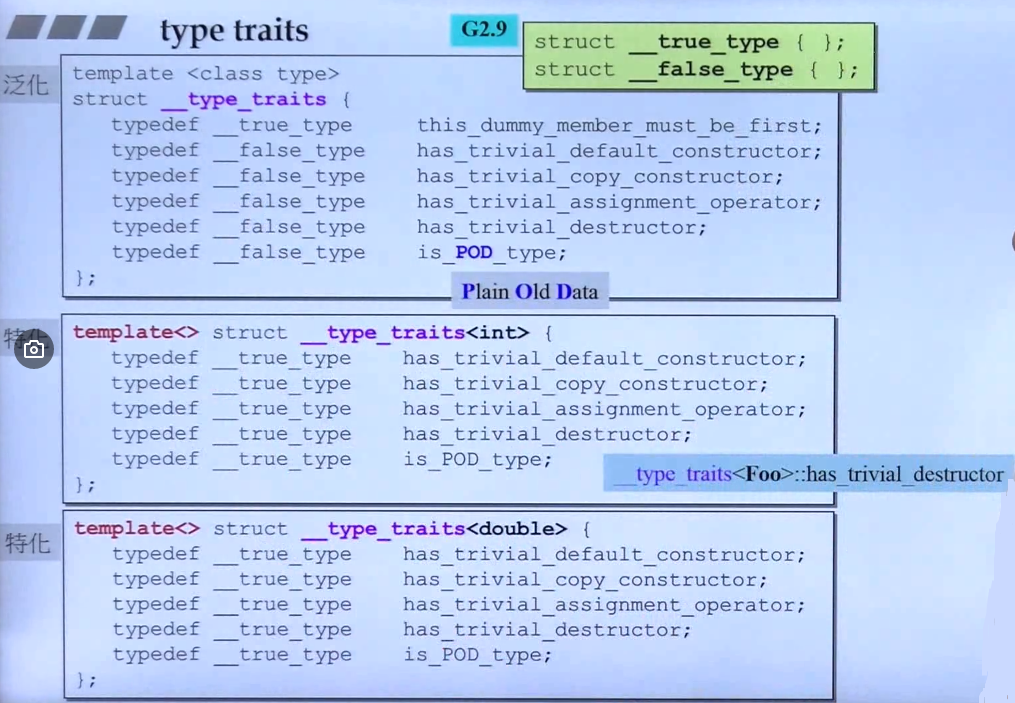 type traits
G2.9
struct __true_type { };
struct __false_type { };
泛化
template <class type>
struct __type_traits {
typedef __true_type this_dummy_member_must_be_first;
typedef __false_type has_trivial_default_constructor;
typedef __false_type has_trivial_copy_constructor;
typedef __false_type has_trivial_assignment_operator;
typedef __false_type has_trivial_destructor;
typedef __false_type is_POD_type;
};
Plain Old Data
特化
template<> struct __type_traits<int> {
typedef __true_type has_trivial_default_constructor;
typedef __true_type has_trivial_copy_constructor;
typedef __true_type has_trivial_assignment_operator;
typedef __true_type has_trivial_destructor;
typedef __true_type is_POD_type;
};
__type_traits<Foo>::has_trivial_destructor
特化
template<> struct __type_traits<double> {
typedef __true_type has_trivial_default_constructor;
typedef __true_type has_trivial_copy_constructor;
typedef __true_type has_trivial_assignment_operator;
typedef __true_type has_trivial_destructor;
typedef __true_type is_POD_type;
};